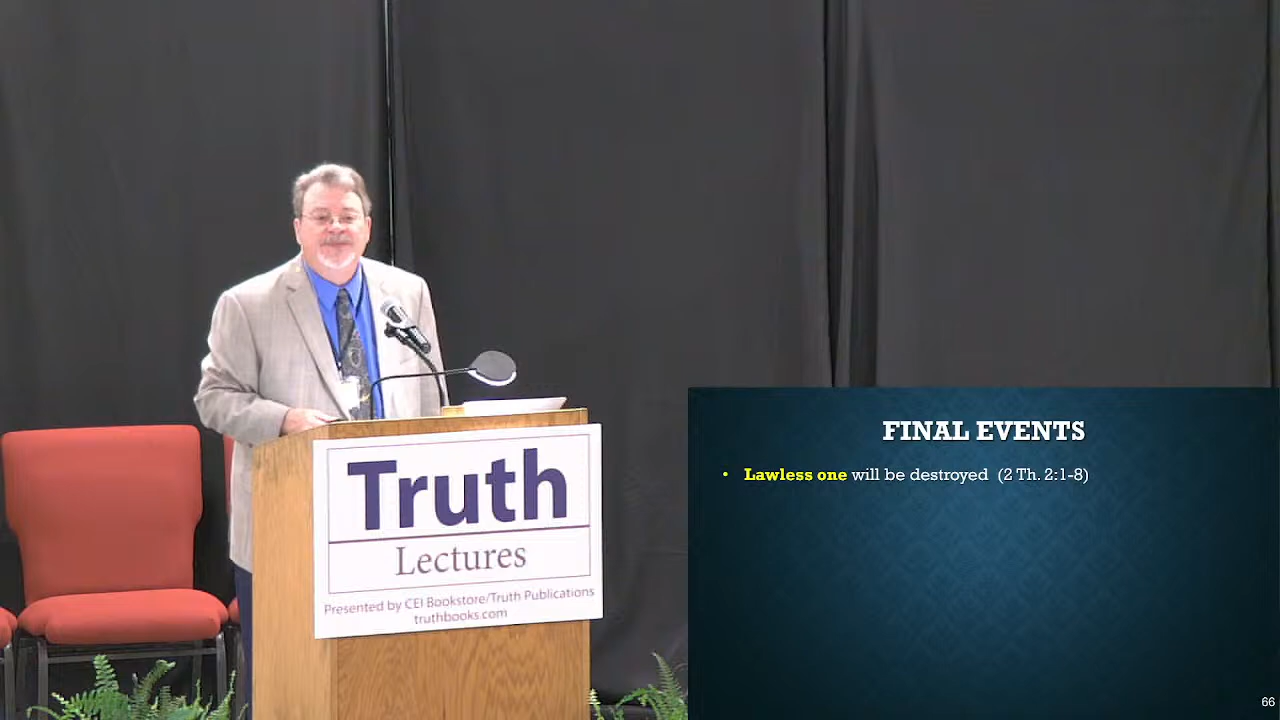 Truth
Lectures
Presented by CEI Bookstore/Truth Publications
truthbooks.com
FINAL EVENTS
• Lawless one will be destroyed (2 Th. 2:1-8)
66